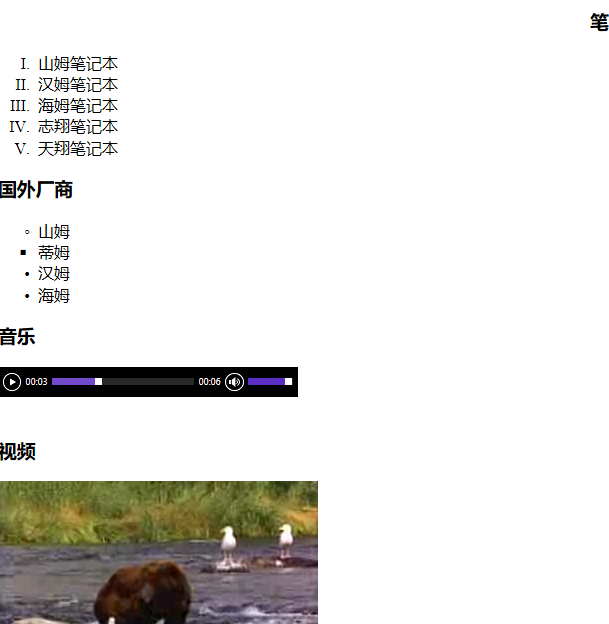 笔
I. 山姆笔记本
II. 汉姆笔记本
III. 海姆笔记本
IV. 志翔笔记本
V. 天翔笔记本
国外厂商
山姆
蒂姆
汉姆
海姆
音乐
00:03 00:06
视频